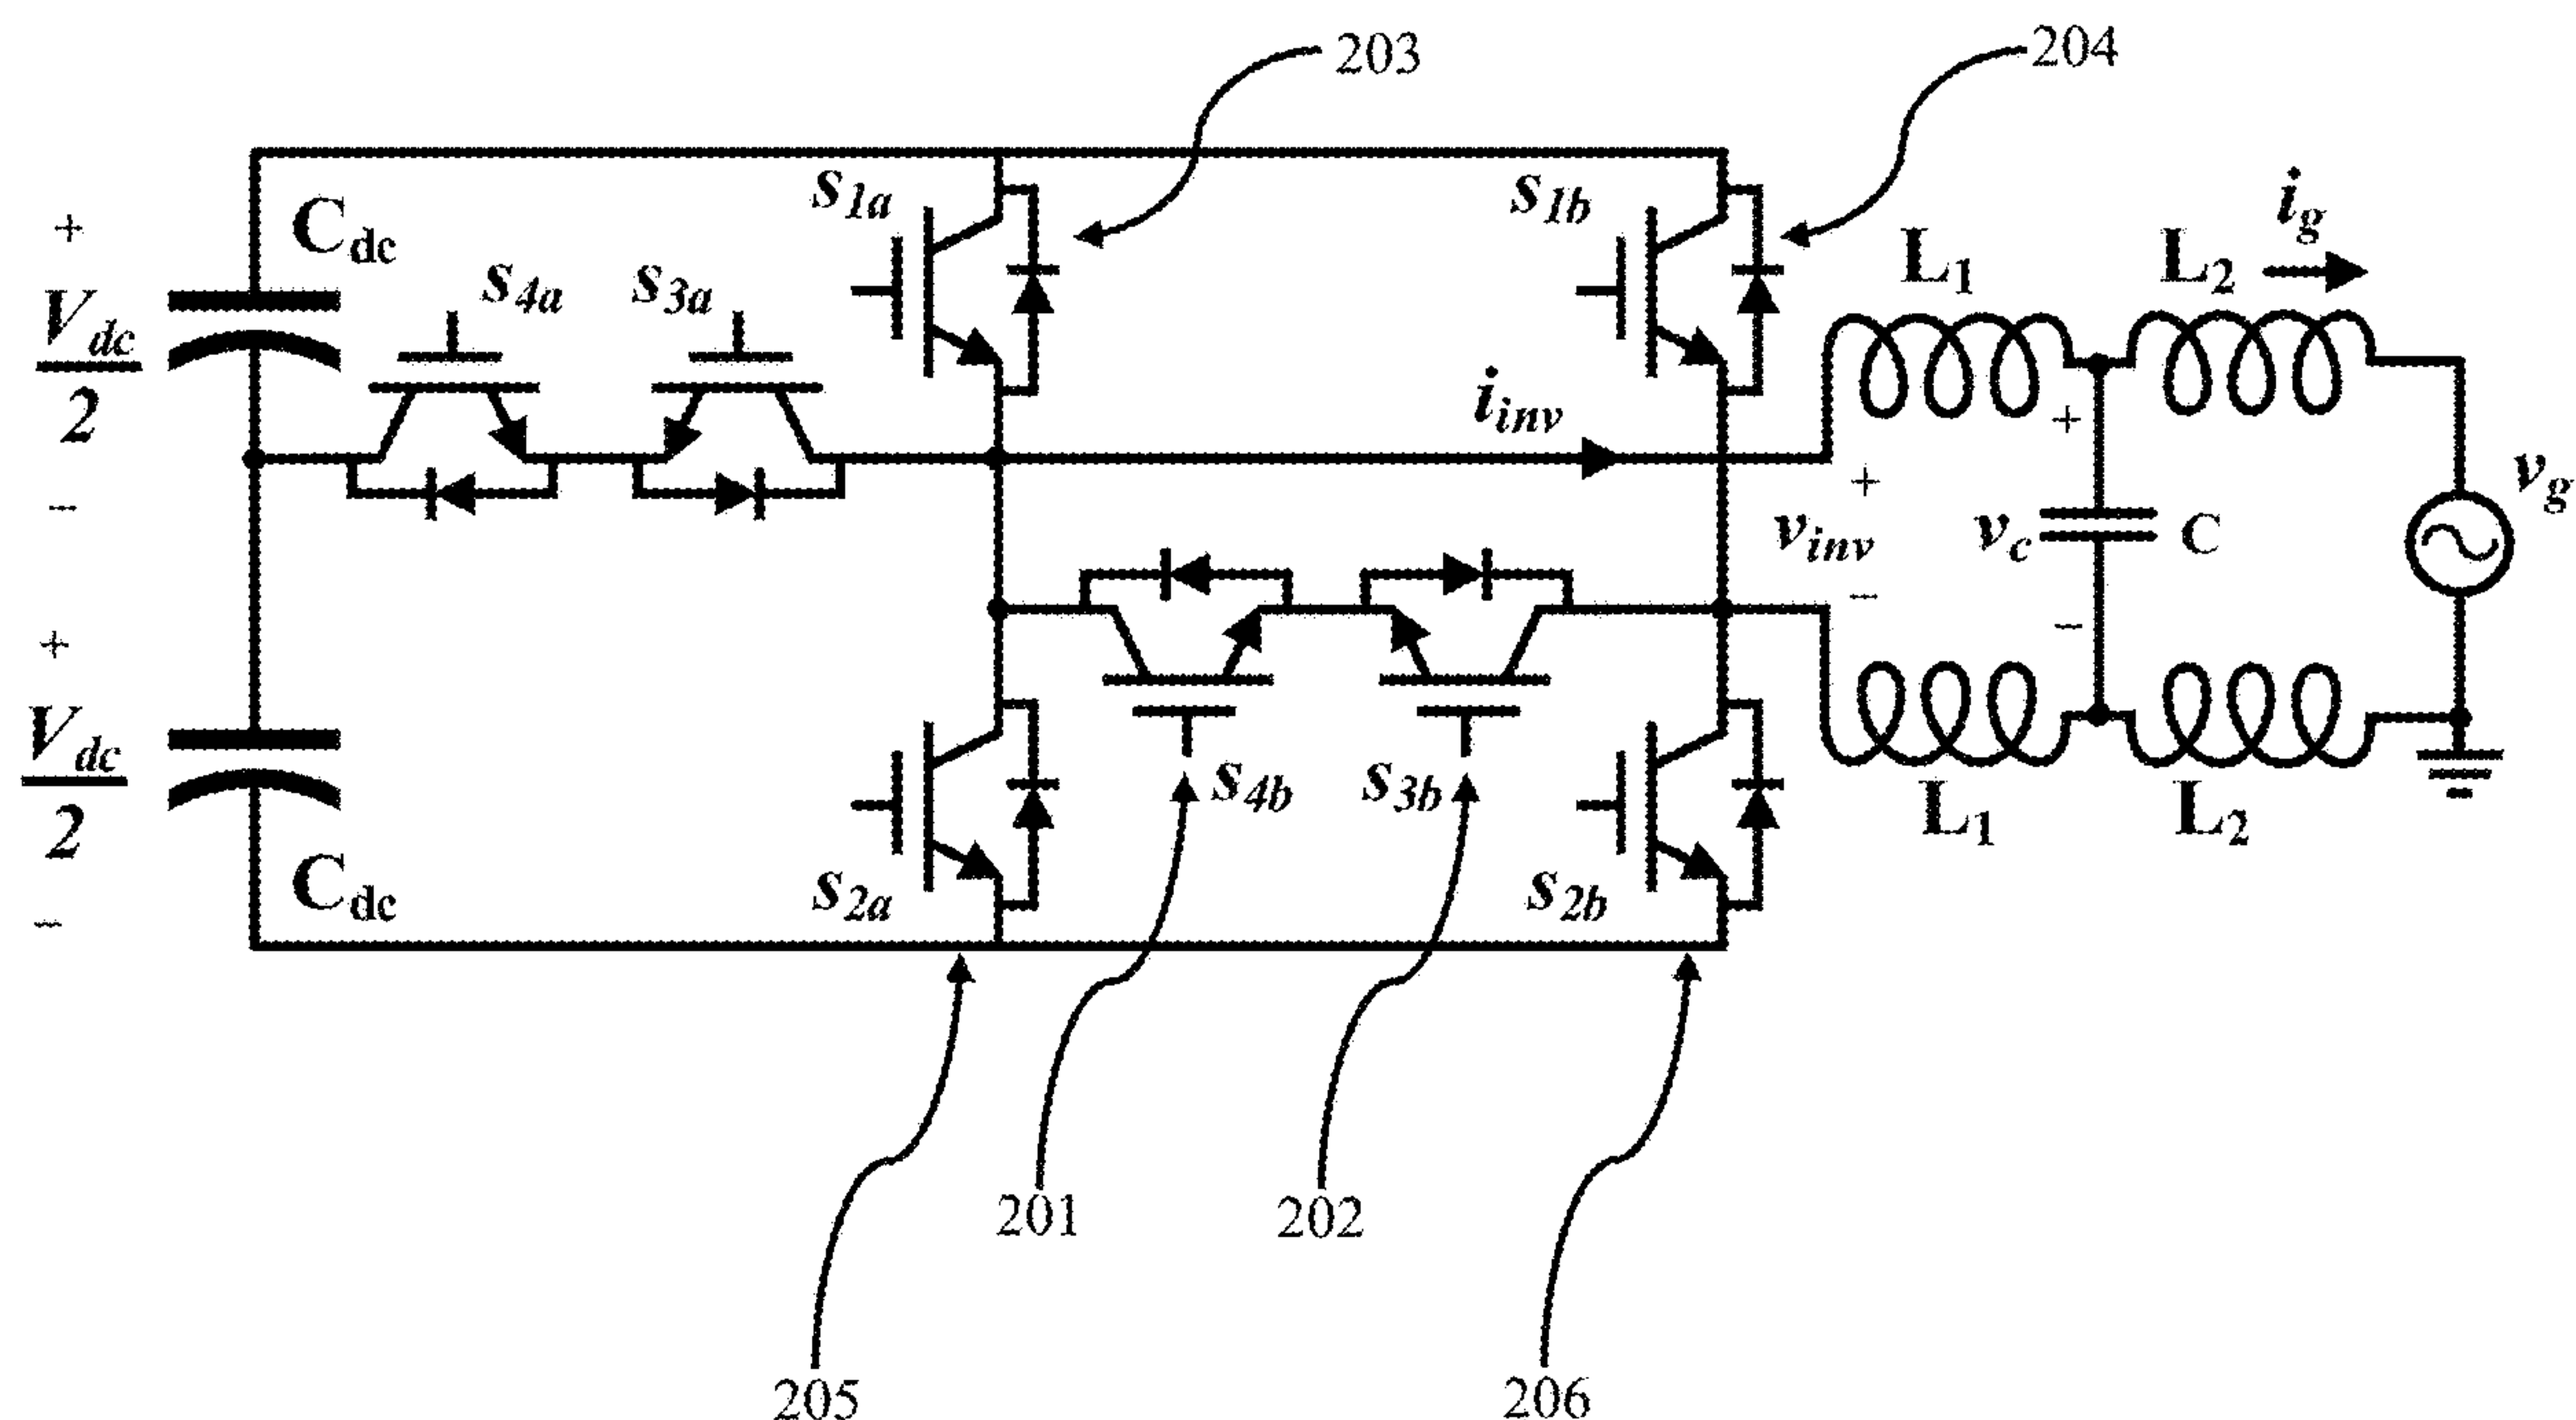 203
204
s1a
s1b
ig
+
Cdc
L1
L2
Vdc
2
s4a
s3a
iinv
+
−
+
vinv
vc
C
vg
−
−
+
Vdc
2
s4b
s3b
Cdc
s2a
s2b
L1
L2
−
201
202
205
206